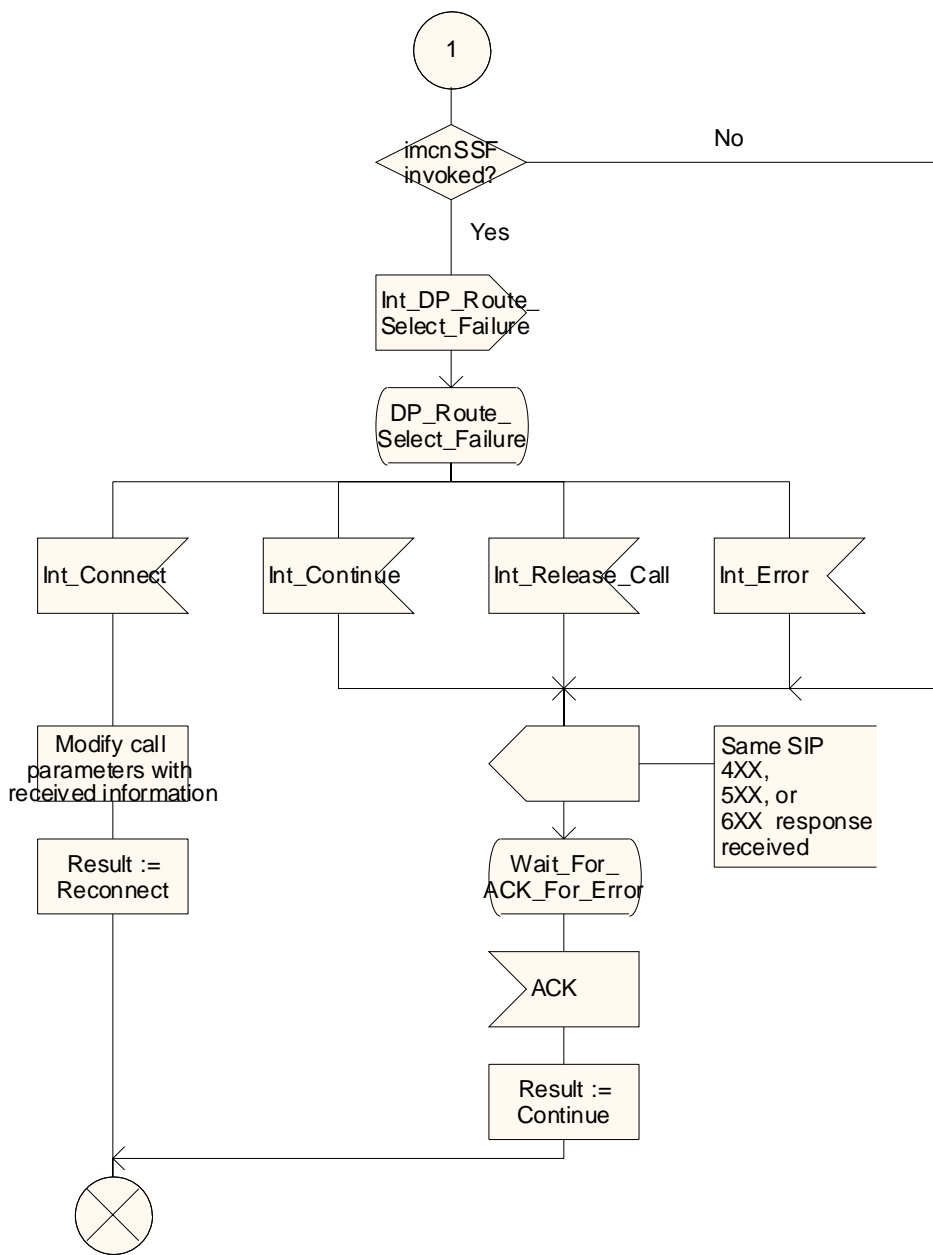 1
imcnSSF
invoked?
No
Yes
Int_DP_Route_
Select_Failure
DP_Route_
Select_Failure
Int_Connect
Int_Continue
Int_Release_Call
Int_Error
Modify call
parameters with
received information
Same SIP
4XX,
5XX, or
6XX response
received
Result :=
Reconnect
Wait_For_
ACK_For_Error
ACK
Result :=
Continue